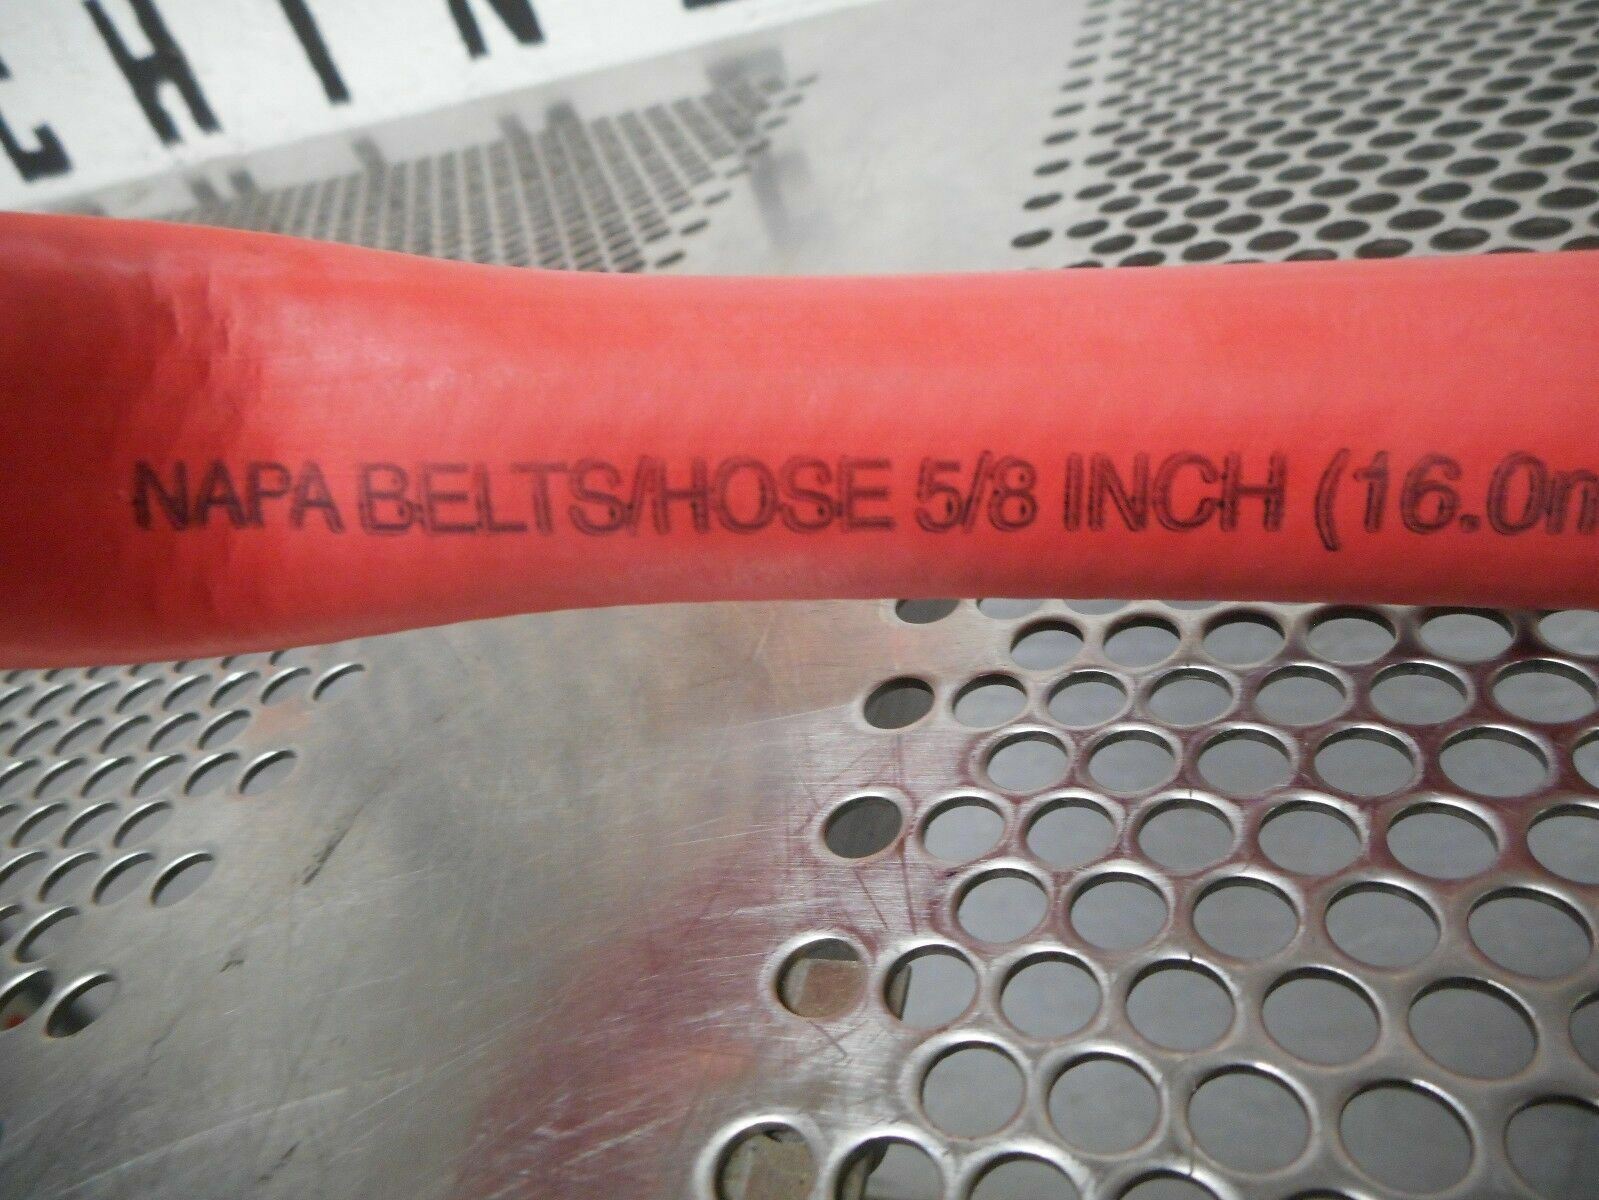 NAPA BELTS/HOSE 5/8 INCH (16.0